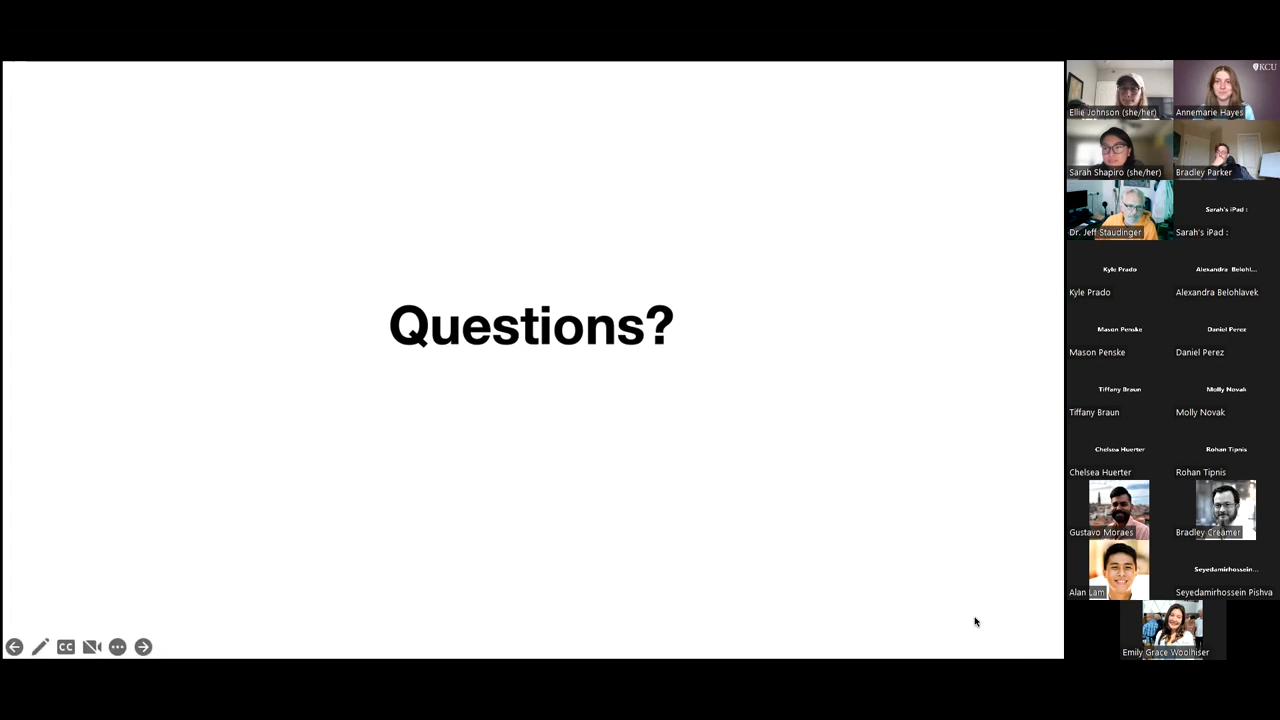 Questions?
CC
KCU
Ellie Johnson (she/her)
Annemarie Hayes
Sarah Shapiro (she/her)
Bradley Parker
Dr. Jeff Staudinger
Sarah's iPad :
Sarah's iPad :
Kyle Prado
Kyle Prado
Alexandra Belohl...
Alexandra Belohlavek
Mason Penske
Mason Penske
Daniel Perez
Daniel Perez
Tiffany Braun
Tiffany Braun
Molly Novak
Molly Novak
Chelsea Huerter
Chelsea Huerter
Rohan Tipnis
Rohan Tipnis
Gustavo Moraes
Bradley Creamer
Alan Lam
Seyedamirhossein...
Seyedamirhossein Pishva
Emily Grace Woolhiser